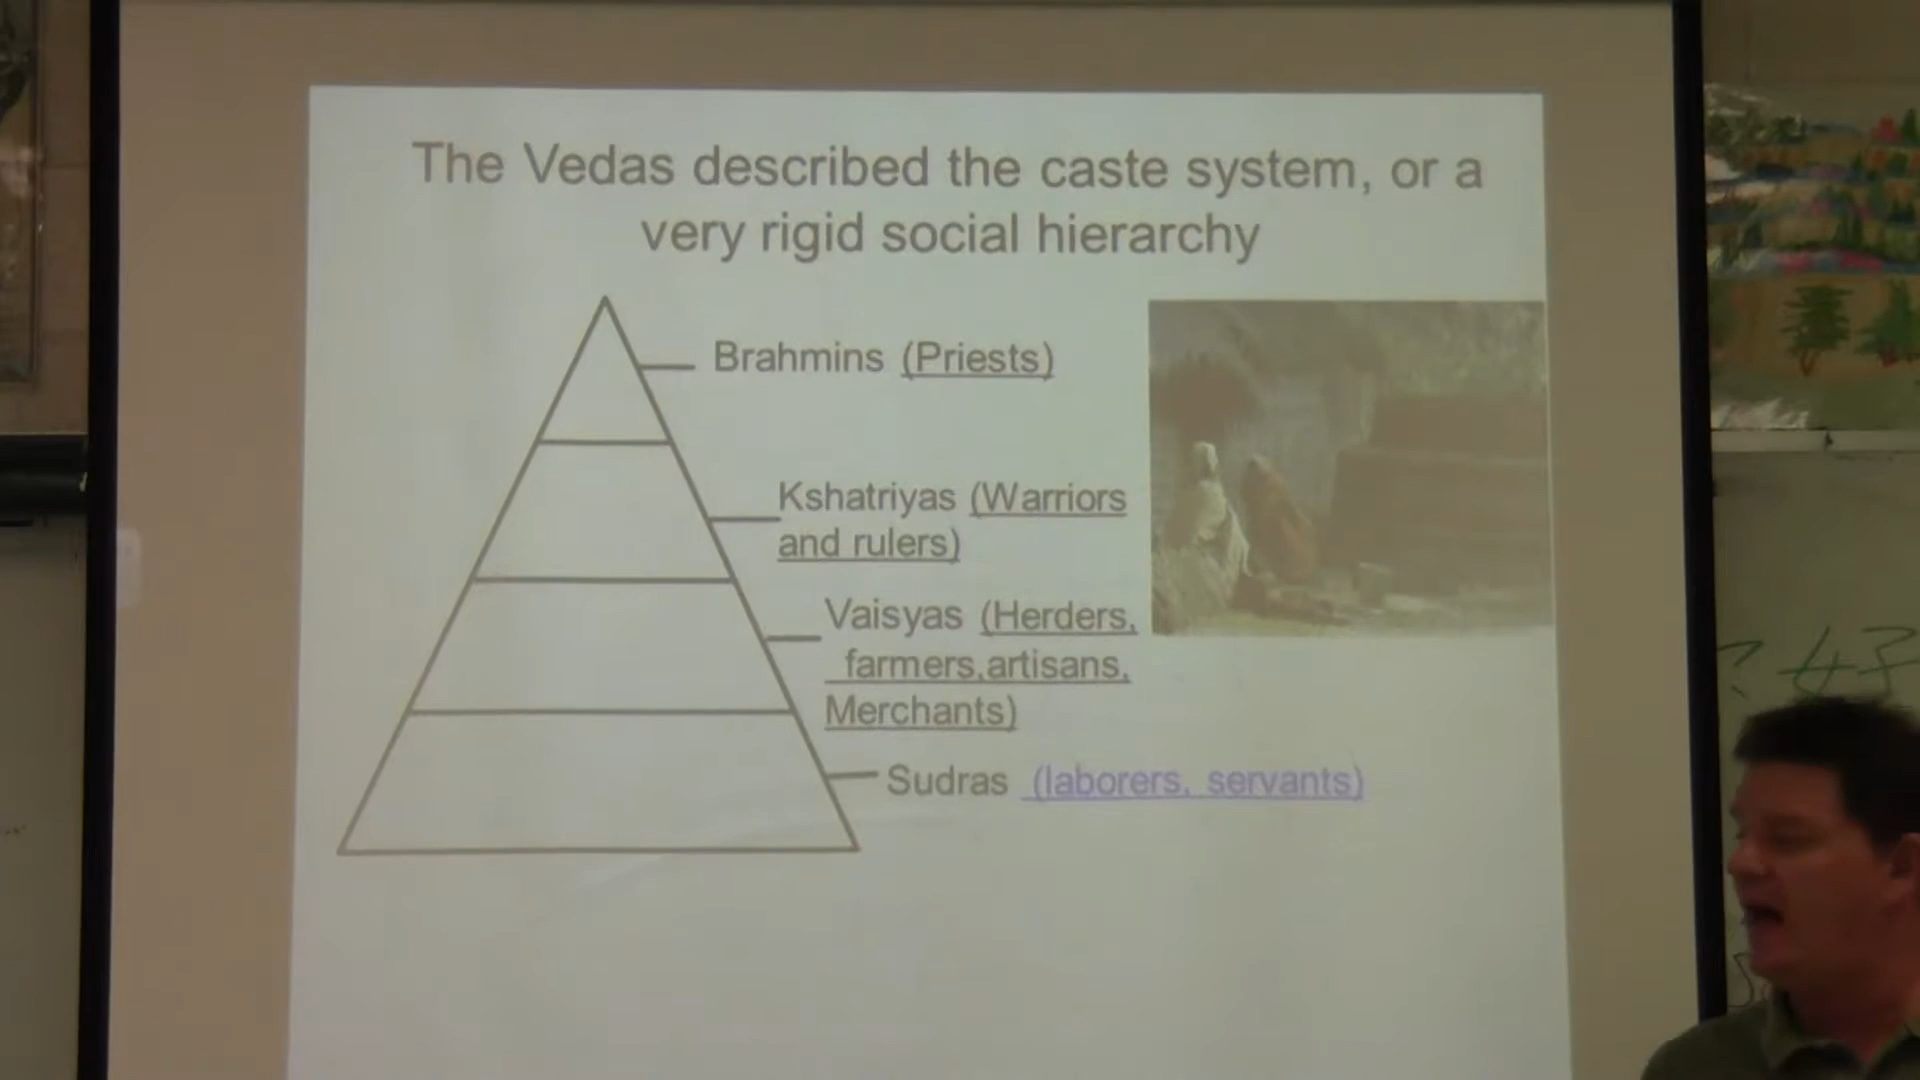 The Vedas described the caste system, or a
very rigid social hierarchy
Brahmins (Priests)
Kshatriyas (Warriors
and rulers)
Vaisyas (Herders,
farmers,artisans,
Merchants)
Sudras (laborers, servants)